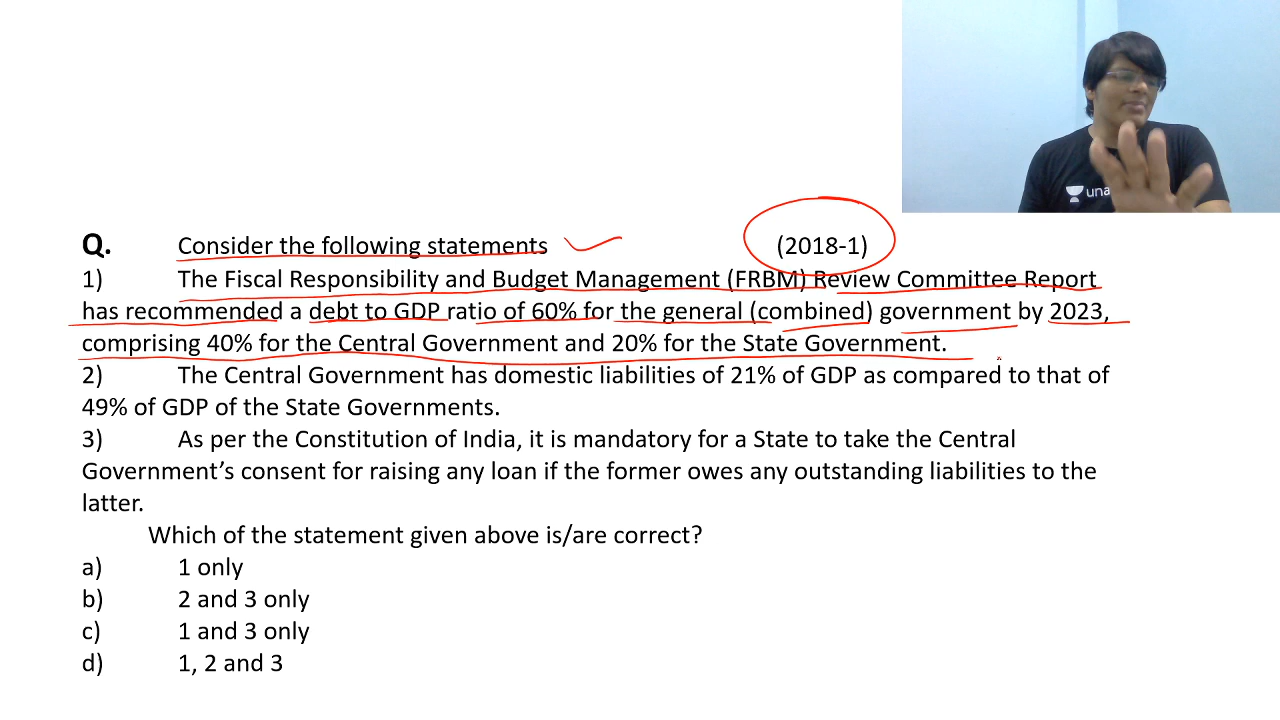 una
Q. Consider the following statements (2018-1)
1) The Fiscal Responsibility and Budget Management (FRBM) Review Committee Report
has recommended a debt to GDP ratio of 60% for the general (combined) government by 2023,
comprising 40% for the Central Government and 20% for the State Government.
2) The Central Government has domestic liabilities of 21% of GDP as compared to that of
49% of GDP of the State Governments.
3) As per the Constitution of India, it is mandatory for a State to take the Central
Government’s consent for raising any loan if the former owes any outstanding liabilities to the
latter.
Which of the statement given above is/are correct?
a) 1 only
b) 2 and 3 only
c) 1 and 3 only
d) 1, 2 and 3